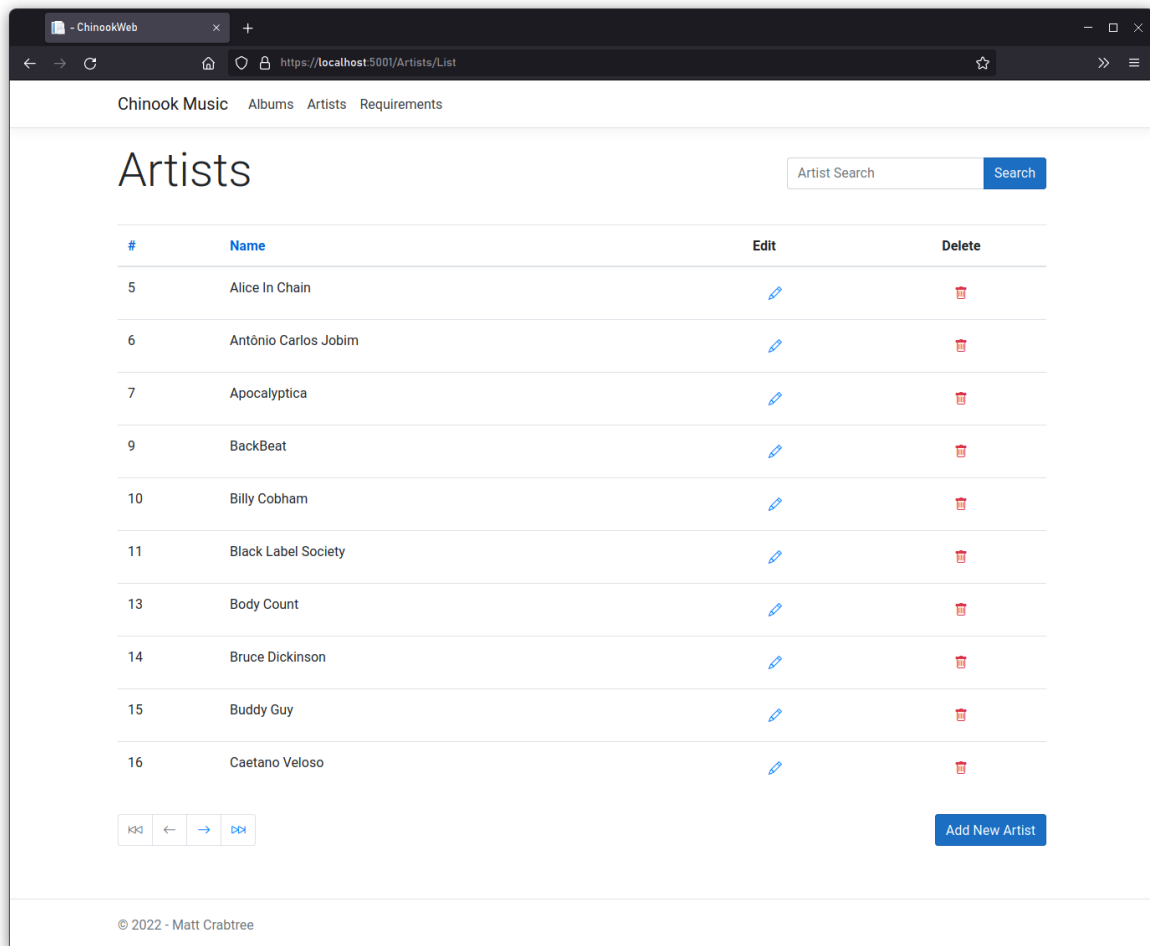 - ChinookWeb
https://localhost:5001/Artists/List
Chinook Music Albums Artists Requirements
Artists
Artist Search Search
# Name Edit Delete
5 Alice In Chain
6 Antônio Carlos Jobim
7 Apocalyptica
9 BackBeat
10 Billy Cobham
11 Black Label Society
13 Body Count
14 Bruce Dickinson
15 Buddy Guy
16 Caetano Veloso
Add New Artist
© 2022 - Matt Crabtree